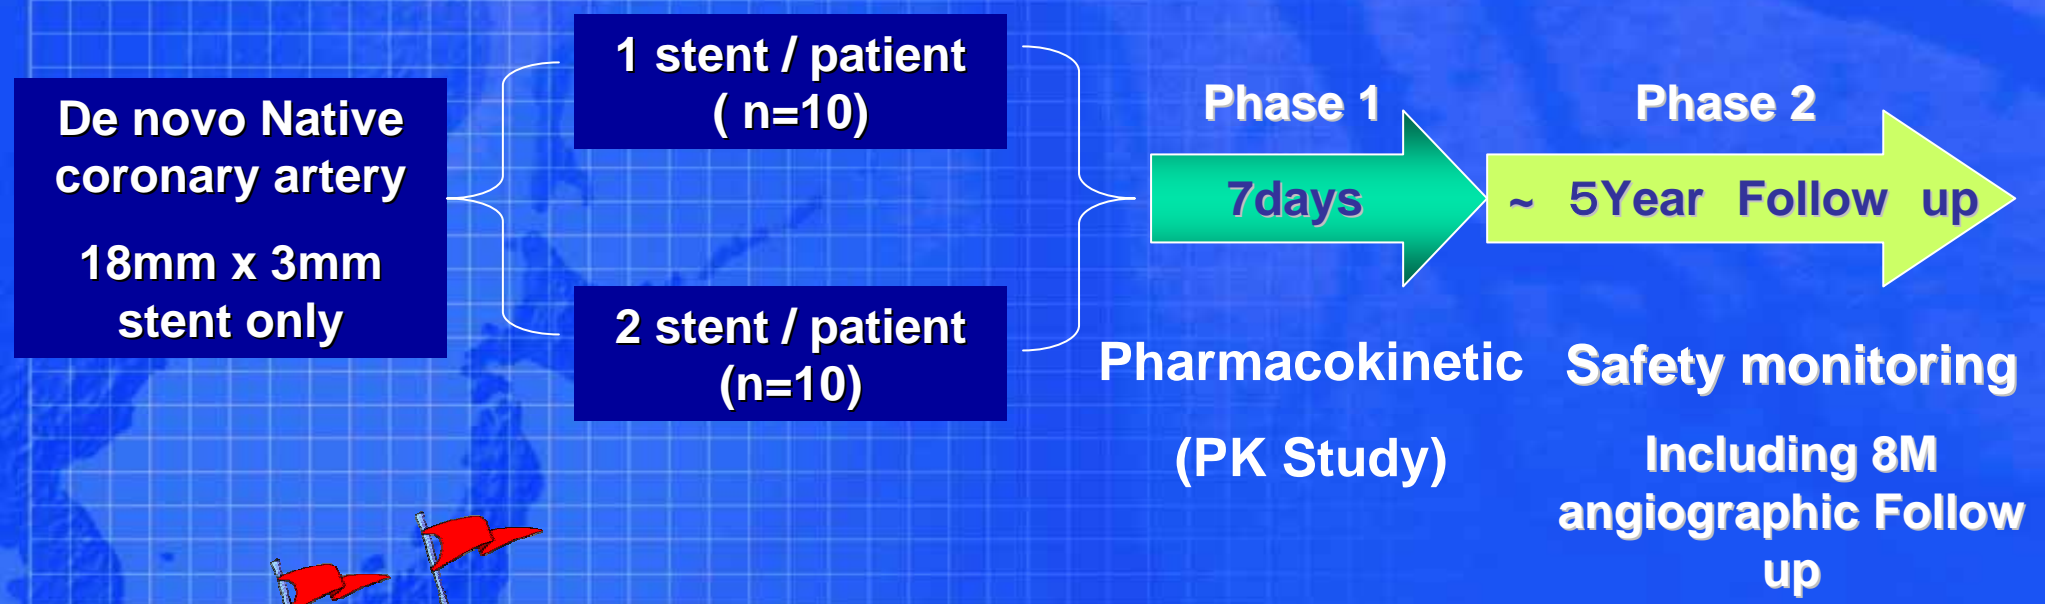 De novo Native
coronary artery
18mm x 3mm
stent only
1 stent / patient
( n=10)
2 stent / patient
(n=10)
Phase 1
7days
Pharmacokinetic
(PK Study)
Phase 2
~ 5Year Follow up
Safety monitoring
Including 8M
angiographic Follow
up